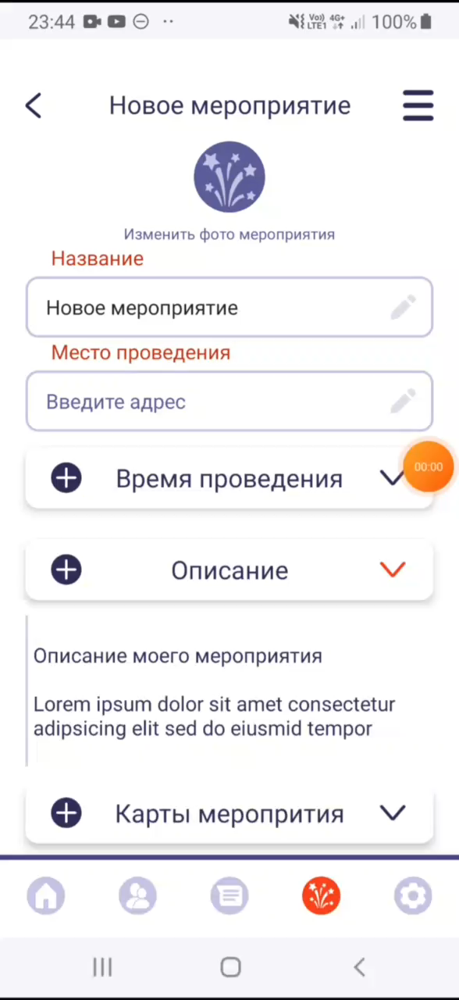 23:44
Vo)) 4G+
LTE1
100%
Новое мероприятие
Изменить фото мероприятия
Название
Новое мероприятие
Место проведения
Введите адрес
Время проведения
00:00
Описание
Описание моего мероприятия
Lorem ipsum dolor sit amet consectetur
adipsicing elit sed do eiusmid tempor
Карты меропрития